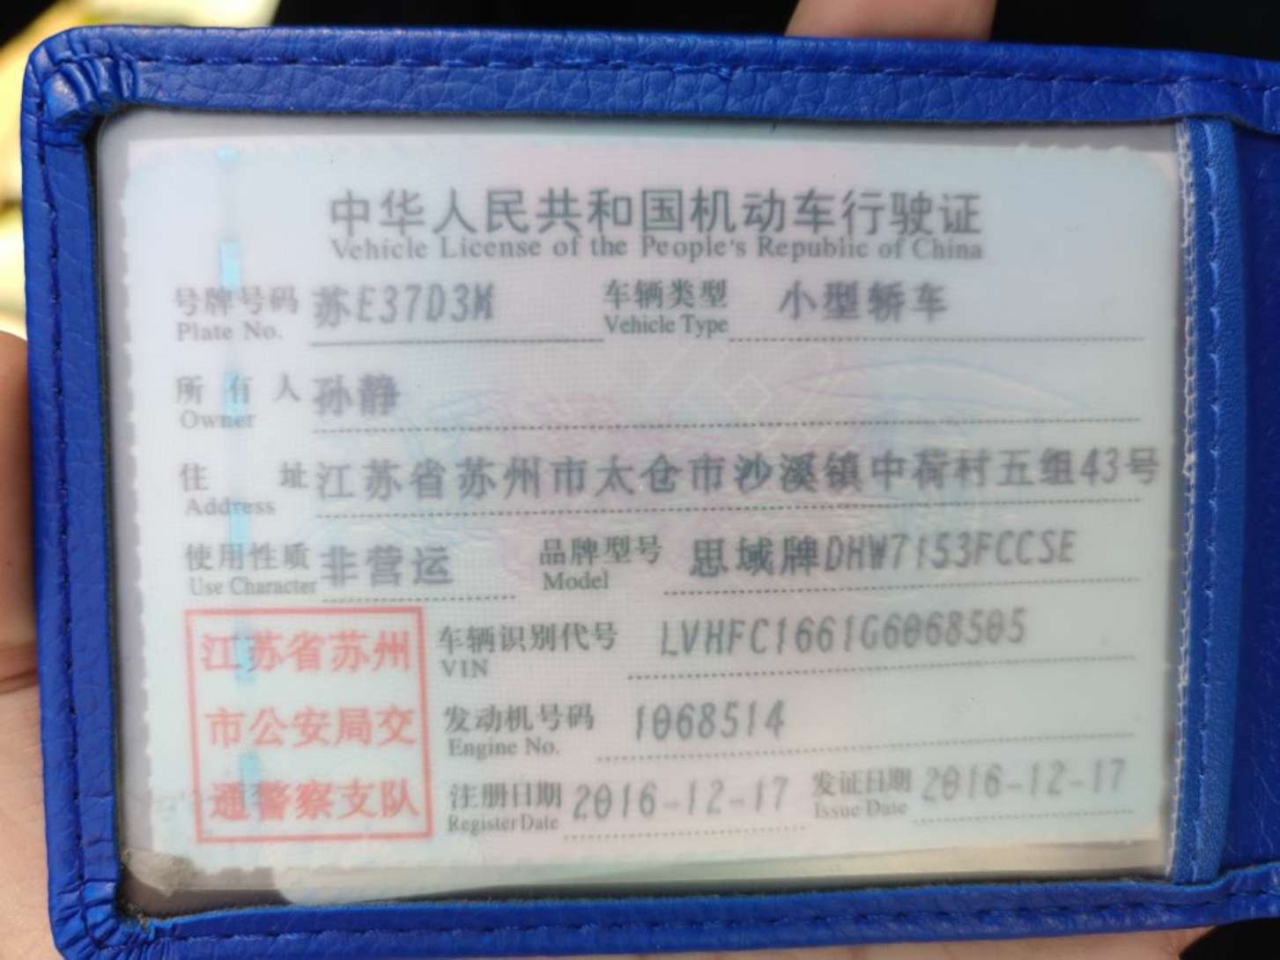 中华人民共和国机动车行驶证
Vehicle License of the People's Republic of China
号牌号码 苏E37D3M 车辆类型 小型轿车
Plate No. Vehicle Type
所有人 孙静
Owner
住址 江苏省苏州市太仓市沙溪镇中荷村五组43号
Address
使用性质 非营运 品牌型号 思域牌DHW7153FCCSE
Use Character Model
江苏省苏州 车辆识别代号 LVHFC1661G6068505
VIN
市公安局交 发动机号码 1068514
Engine No.
通警察支队 注册日期 2016-12-17 发证日期 2016-12-17
Register Date Issue Date